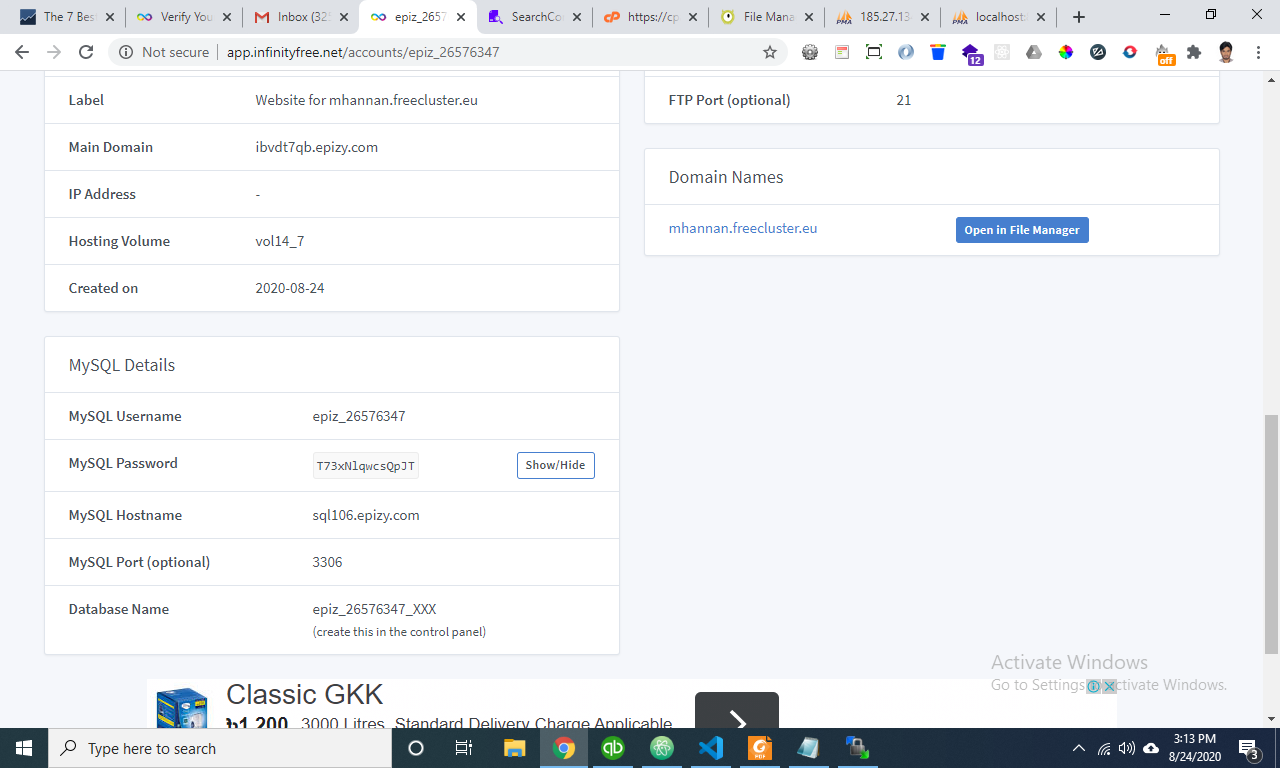 The 7 Bes
Verify You
Inbox (325
epiz_2657
SearchCo
https://cp
File Mana
185.27.13
localhost
Not secure
app.infinityfree.net/accounts/epiz_26576347
12
off
Label
Website for mhannan.freecluster.eu
Main Domain
ibvdt7qb.epizy.com
IP Address
-
Hosting Volume
vol14_7
Created on
2020-08-24
FTP Port (optional)
21
Domain Names
mhannan.freecluster.eu
Open in File Manager
MySQL Details
MySQL Username
epiz_26576347
MySQL Password
T73xNlqwcsQpJT
Show/Hide
MySQL Hostname
sql106.epizy.com
MySQL Port (optional)
3306
Database Name
epiz_26576347_XXX
(create this in the control panel)
Classic GKK
৳1,200 3000 Litres, Standard Delivery Charge Applicable
Activate Windows
Go to Settings to activate Windows.
Type here to search
3:13 PM
8/24/2020
3